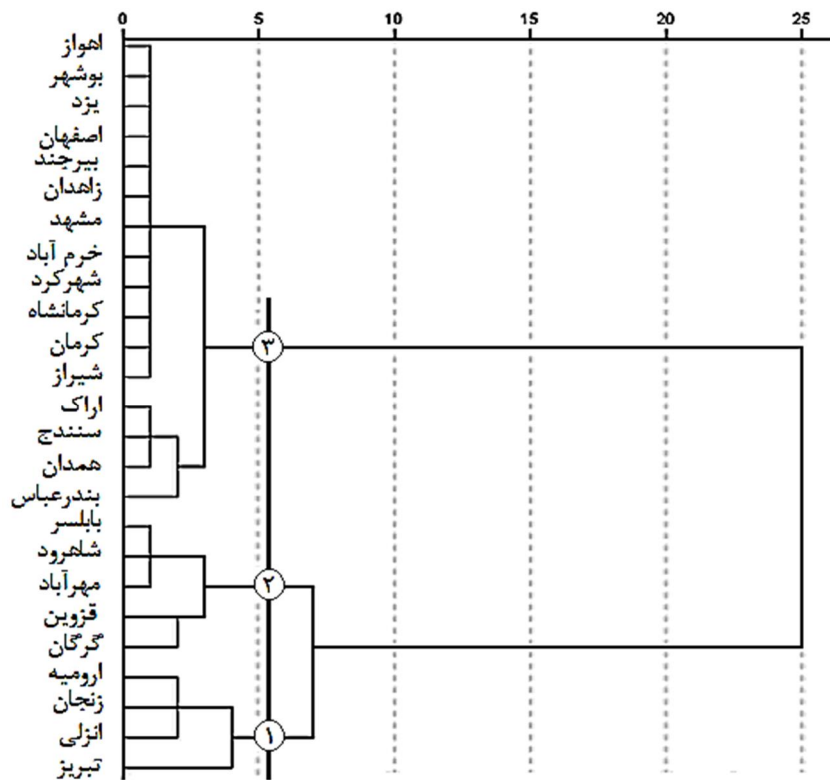 0 5 10 15 20 25
اهواز
بوشهر
یزد
اصفهان
بیرجند
زاهدان
مشهد
خرم آباد
شهرکرد
کرمانشاه
کرمان
۳
شیراز
اراک
سنندج
همدان
بندرعباس
بابلسر
شاهرود
مهرآباد
۲
قزوین
گرگان
ارومیه
زنجان
انزلی
۱
تبریز